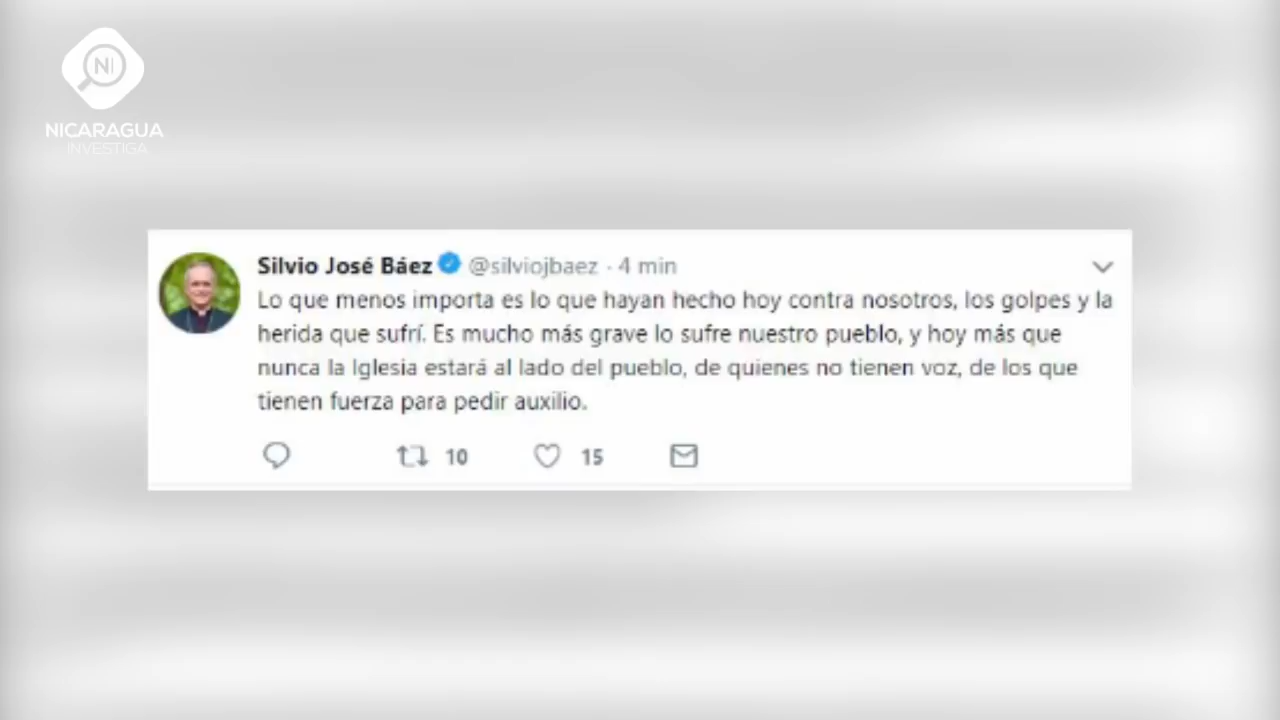 NI
NICARAGUA
INVESTIGA
Silvio José Báez @silviojbaez · 4 min
Lo que menos importa es lo que hayan hecho hoy contra nosotros, los golpes y la
herida que sufrí. Es mucho más grave lo sufre nuestro pueblo, y hoy más que
nunca la Iglesia estará al lado del pueblo, de quienes no tienen voz, de los que
tienen fuerza para pedir auxilio.
10 15